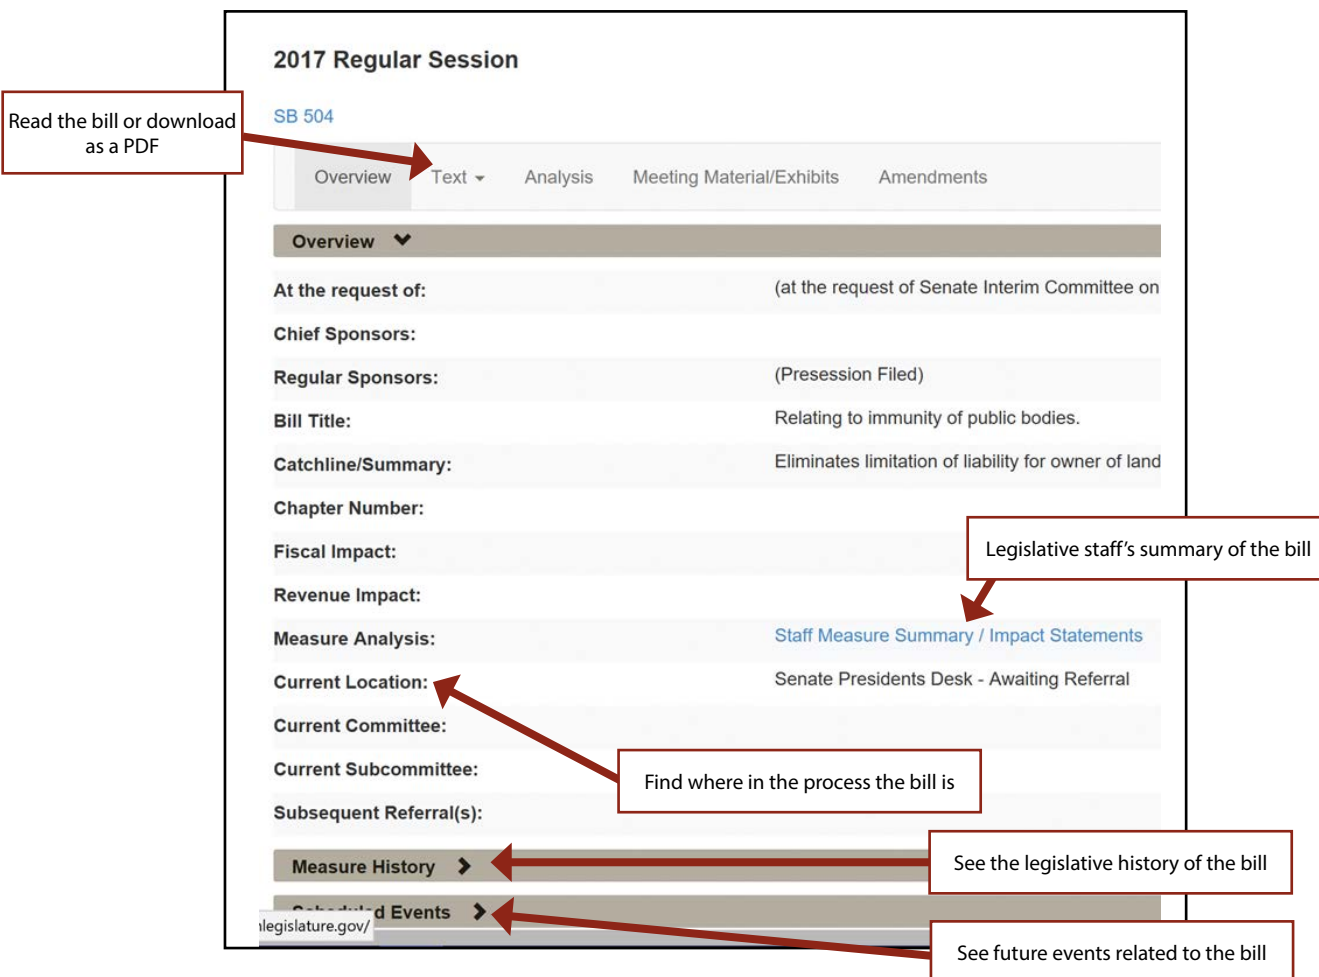 2017 Regular Session
Read the bill or download
as a PDF
SB 504
Overview Text Analysis Meeting Material/Exhibits Amendments
Overview
At the request of: (at the request of Senate Interim Committee on
Chief Sponsors:
Regular Sponsors: (Presession Filed)
Bill Title: Relating to immunity of public bodies.
Catchline/Summary: Eliminates limitation of liability for owner of land
Chapter Number:
Fiscal Impact:
Legislative staff’s summary of the bill
Revenue Impact:
Measure Analysis: Staff Measure Summary / Impact Statements
Current Location: Senate Presidents Desk - Awaiting Referral
Current Committee:
Current Subcommittee:
Find where in the process the bill is
Subsequent Referral(s):
Measure History
See the legislative history of the bill
Scheduled Events
nlegislature.gov/
See future events related to the bill